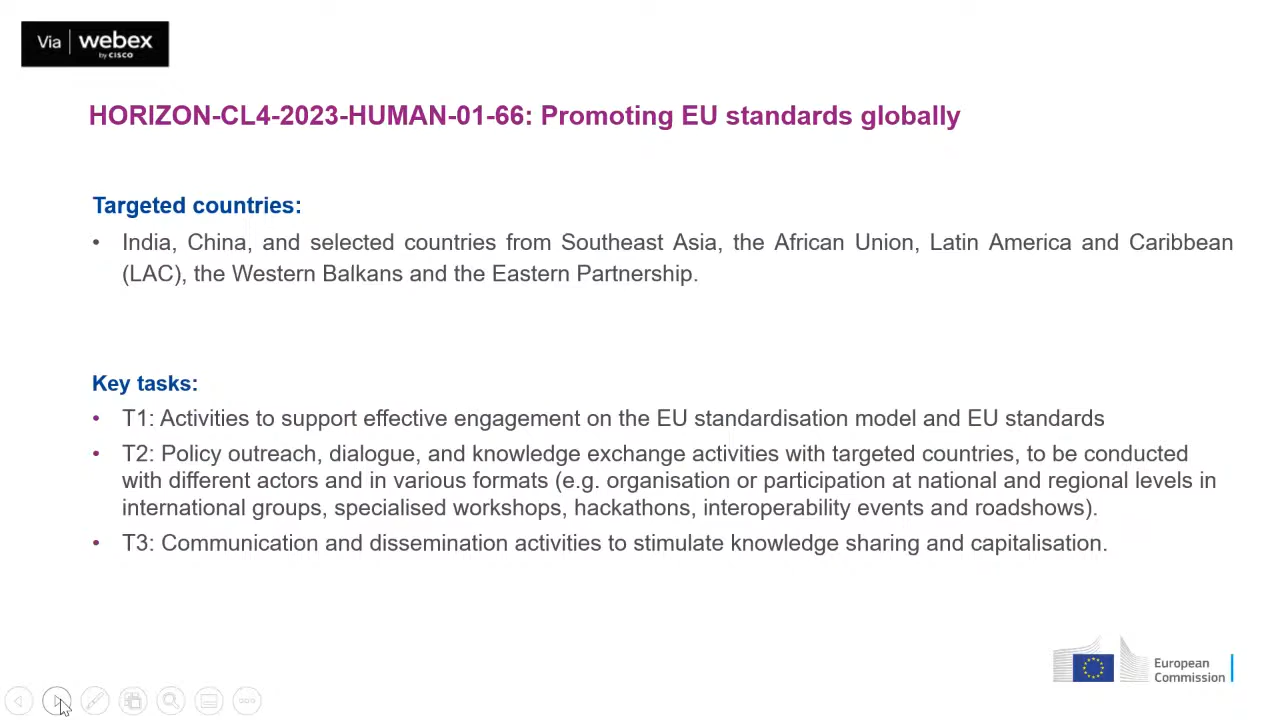 Via | webex
by CISCO
HORIZON-CL4-2023-HUMAN-01-66: Promoting EU standards globally
Targeted countries:
• India, China, and selected countries from Southeast Asia, the African Union, Latin America and Caribbean
(LAC), the Western Balkans and the Eastern Partnership.
Key tasks:
• T1: Activities to support effective engagement on the EU standardisation model and EU standards
• T2: Policy outreach, dialogue, and knowledge exchange activities with targeted countries, to be conducted
with different actors and in various formats (e.g. organisation or participation at national and regional levels in
international groups, specialised workshops, hackathons, interoperability events and roadshows).
• T3: Communication and dissemination activities to stimulate knowledge sharing and capitalisation.
European
Commission